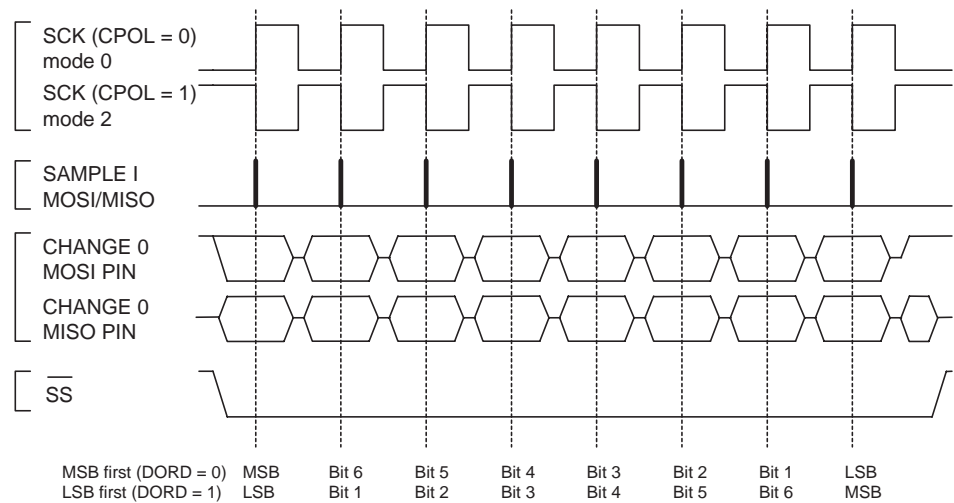 SCK (CPOL = 0)
mode 0
SCK (CPOL = 1)
mode 2
SAMPLE I
MOSI/MISO
CHANGE 0
MOSI PIN
CHANGE 0
MISO PIN
SS
MSB first (DORD = 0) MSB Bit 6 Bit 5 Bit 4 Bit 3 Bit 2 Bit 1 LSB
LSB first (DORD = 1) LSB Bit 1 Bit 2 Bit 3 Bit 4 Bit 5 Bit 6 MSB